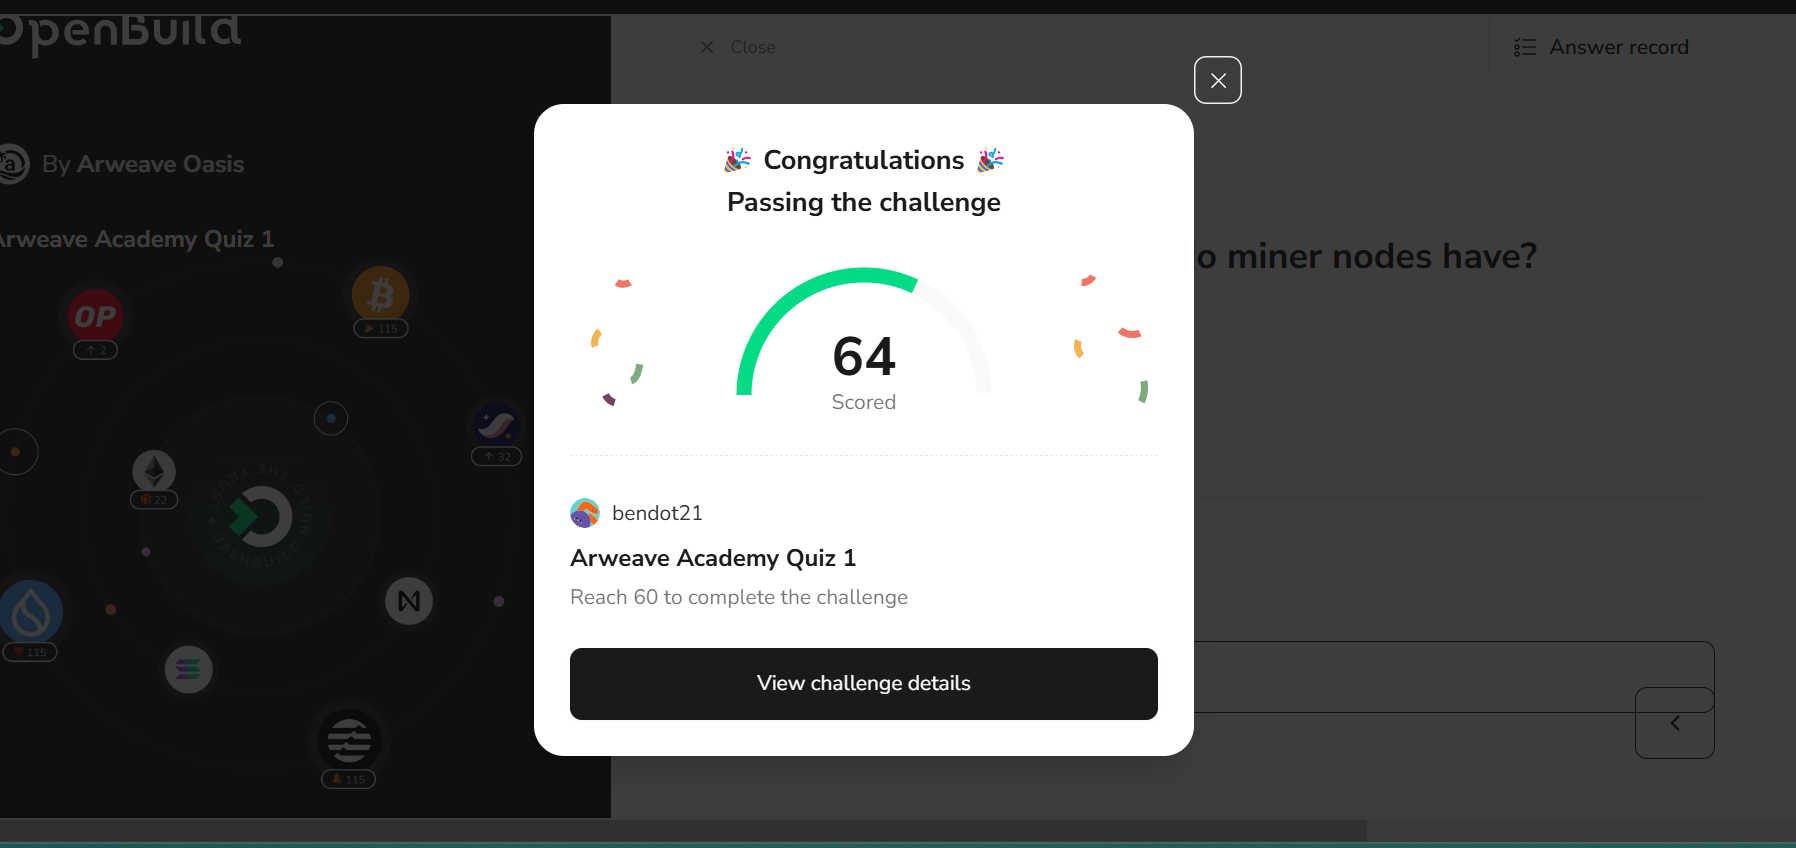 OpenBuild
Close
Answer record
By Arweave Oasis
Arweave Academy Quiz 1
o miner nodes have?
OP
2
115
32
22
115
115
OPENBUILD BUILD THE TRUST
Congratulations
Passing the challenge
64
Scored
bendot21
Arweave Academy Quiz 1
Reach 60 to complete the challenge
View challenge details